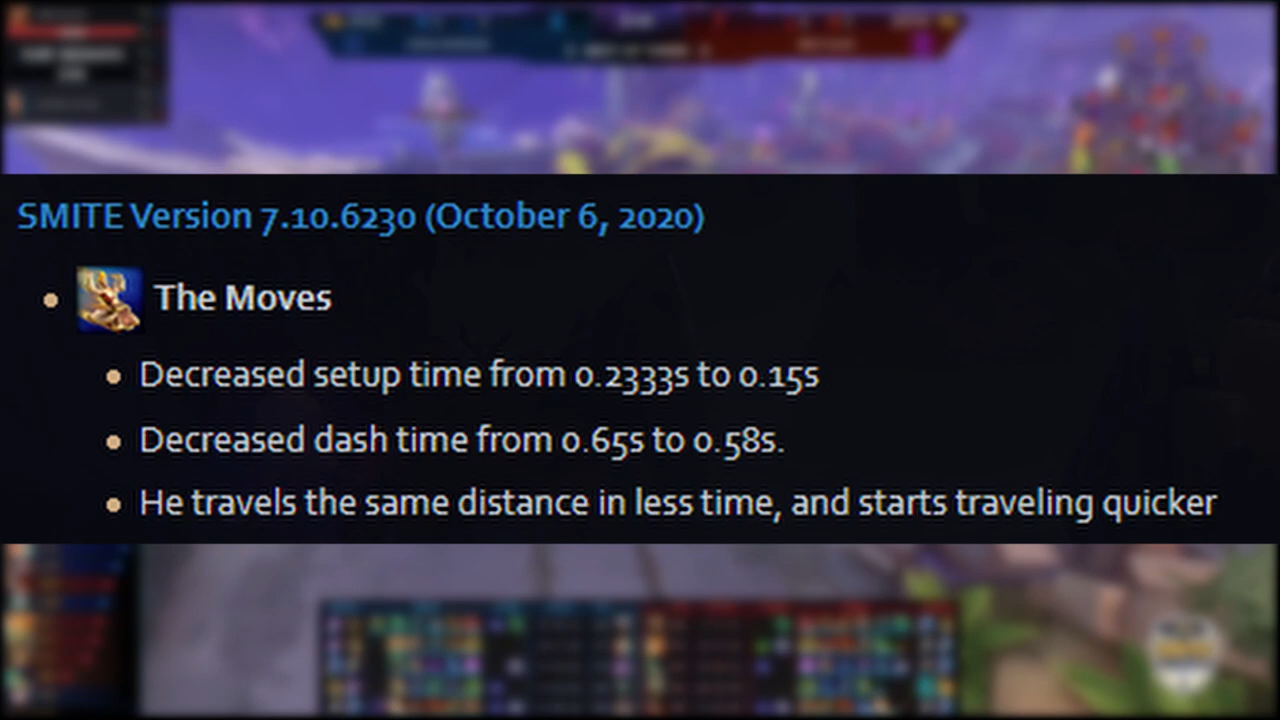 SMITE Version 7.10.6230 (October 6, 2020)
The Moves
Decreased setup time from 0.2333s to 0.15s
Decreased dash time from 0.65s to 0.58s.
He travels the same distance in less time, and starts traveling quicker